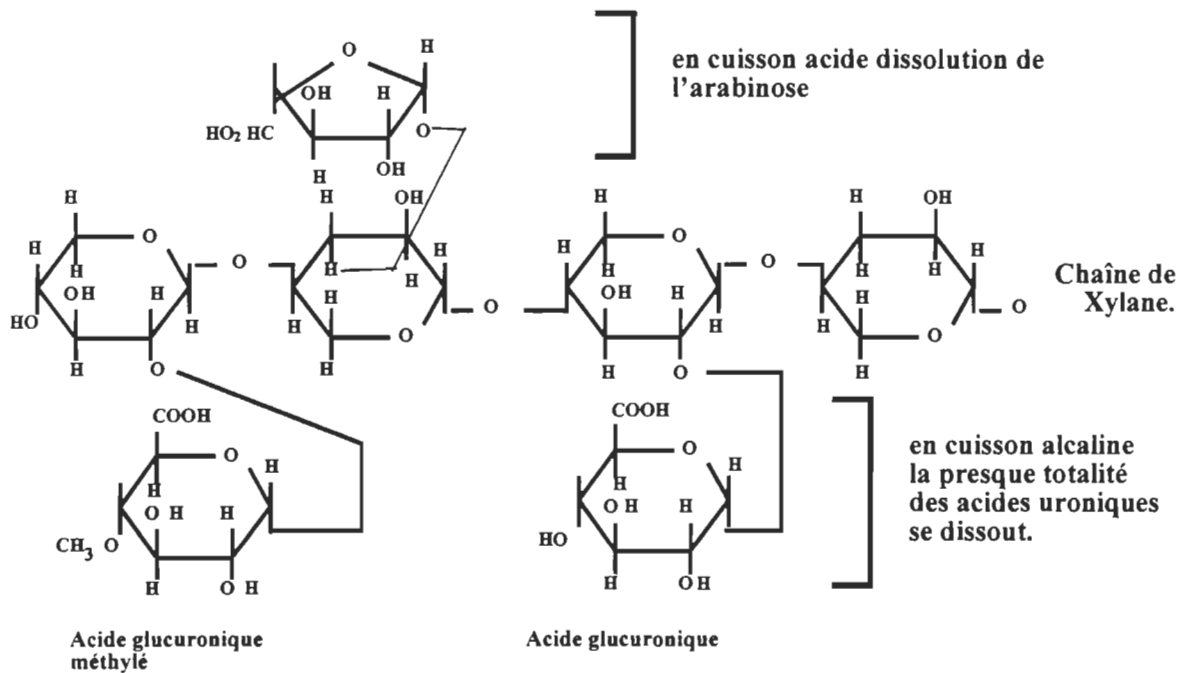 O H
en cuisson acide dissolution de
l'arabinose
OH H
HO₂ HC O
H OH
H H OH H OH
H O O H H O O H
H H H H H H
OH H H H OH H H H
HO H H O O H H O O
Chaîne de
Xylane.
H O H H O H
COOH COOH
O H O H
H H
O H H O H H
CH₃ O HO
H O H H O H
en cuisson alcaline
la presque totalité
des acides uroniques
se dissout.
Acide glucuronique
méthylé
Acide glucuronique